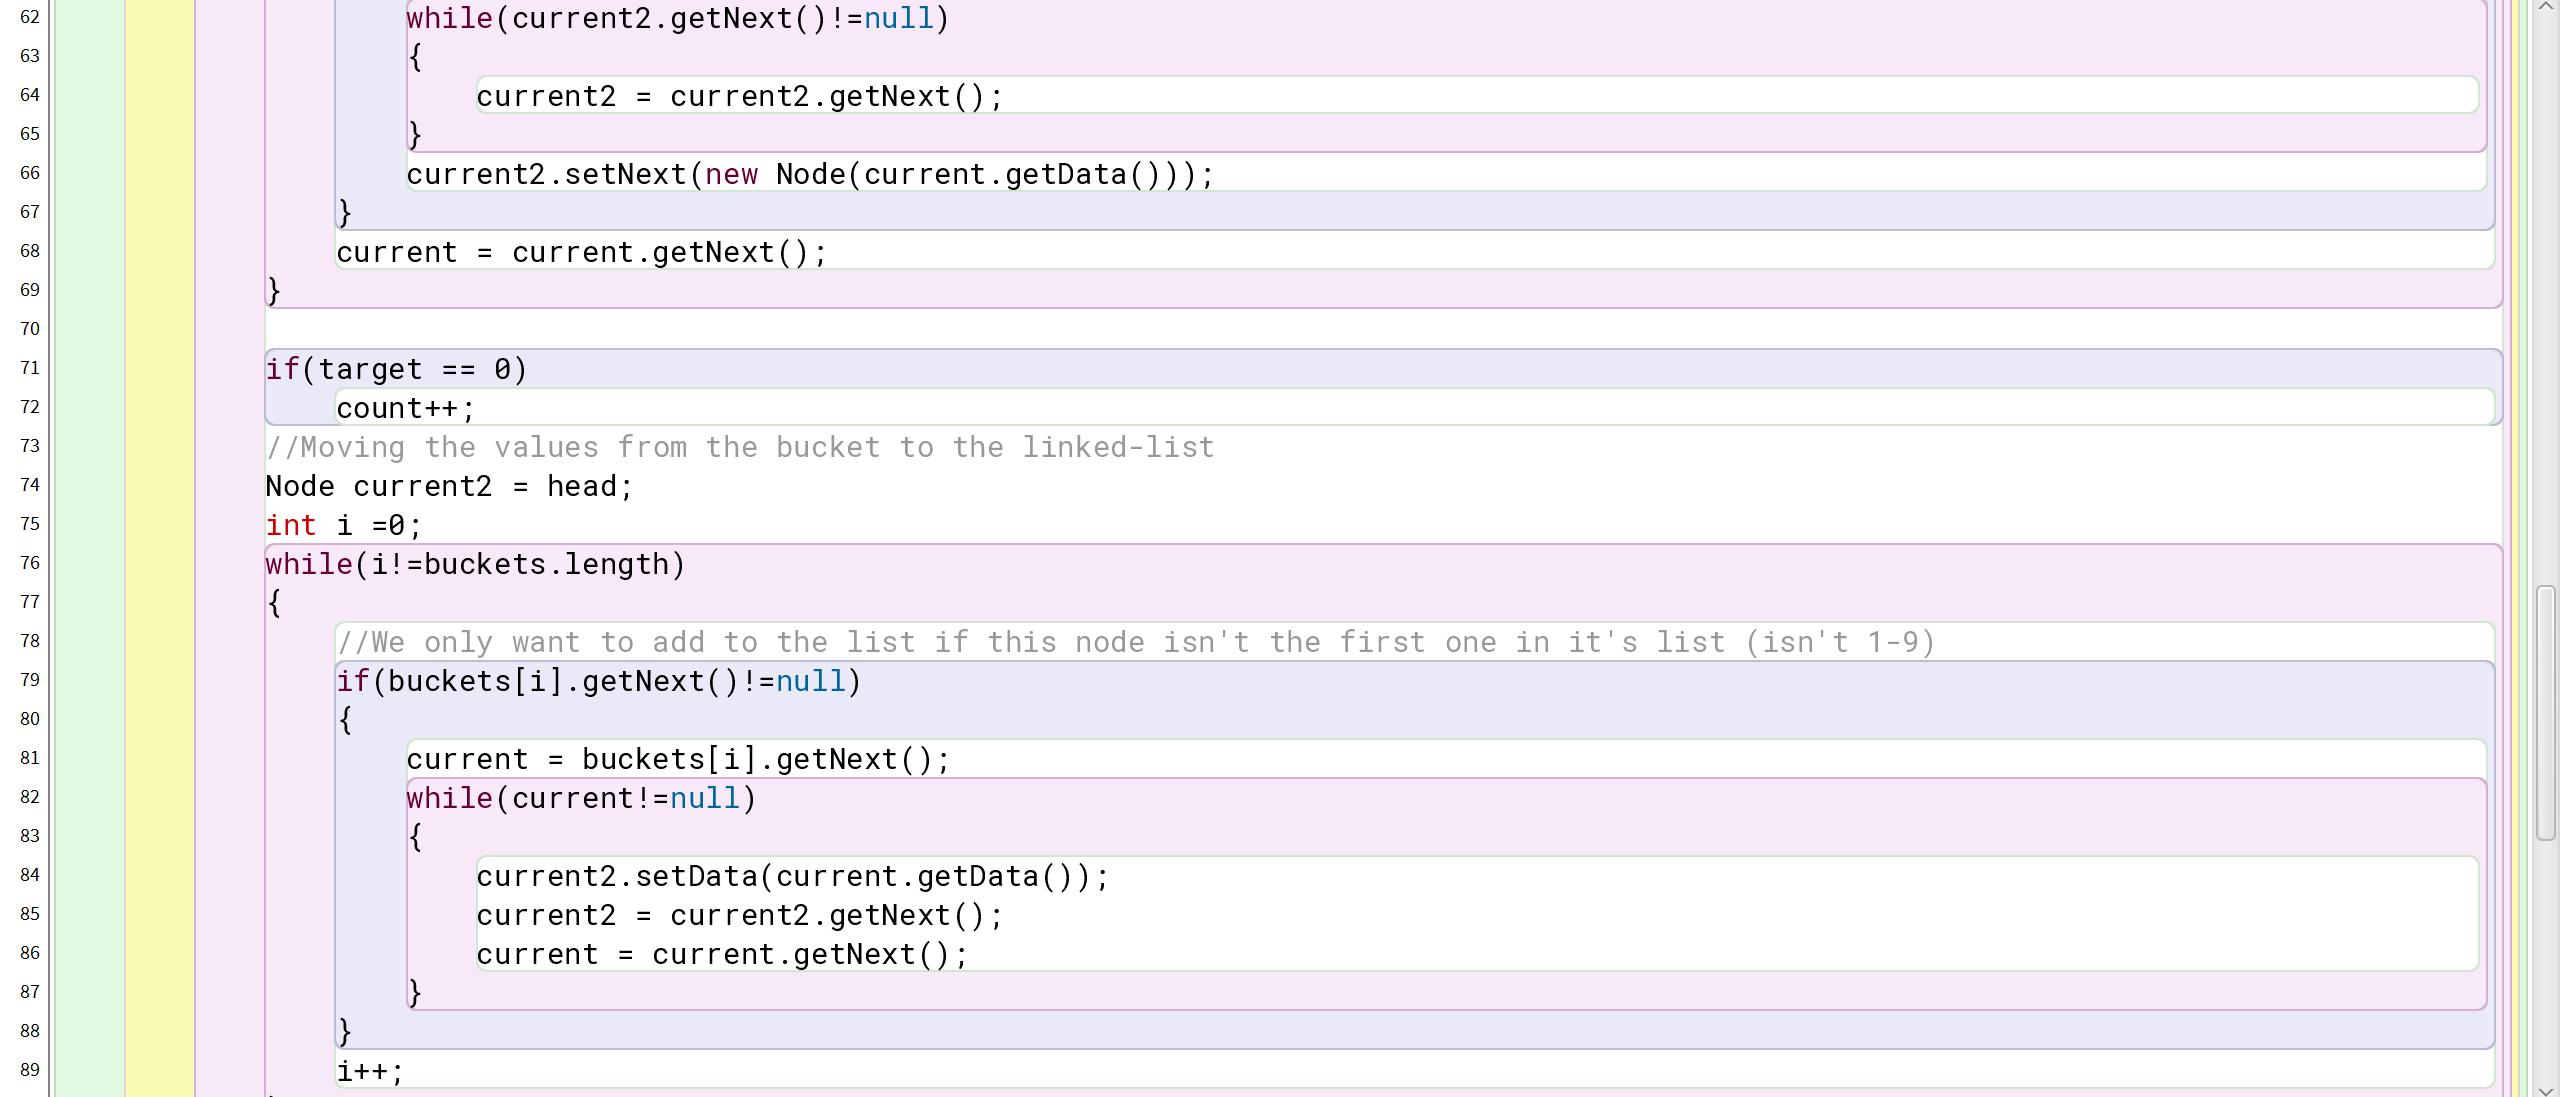 62 while(current2.getNext()!=null)
63 {
64 current2 = current2.getNext();
65 }
66 current2.setNext(new Node(current.getData()));
67 }
68 current = current.getNext();
69 }
70
71 if(target == 0)
72 count++;
73 //Moving the values from the bucket to the linked-list
74 Node current2 = head;
75 int i =0;
76 while(i!=buckets.length)
77 {
78 //We only want to add to the list if this node isn't the first one in it's list (isn't 1-9)
79 if(buckets[i].getNext()!=null)
80 {
81 current = buckets[i].getNext();
82 while(current!=null)
83 {
84 current2.setData(current.getData());
85 current2 = current2.getNext();
86 current = current.getNext();
87 }
88 }
89 i++;